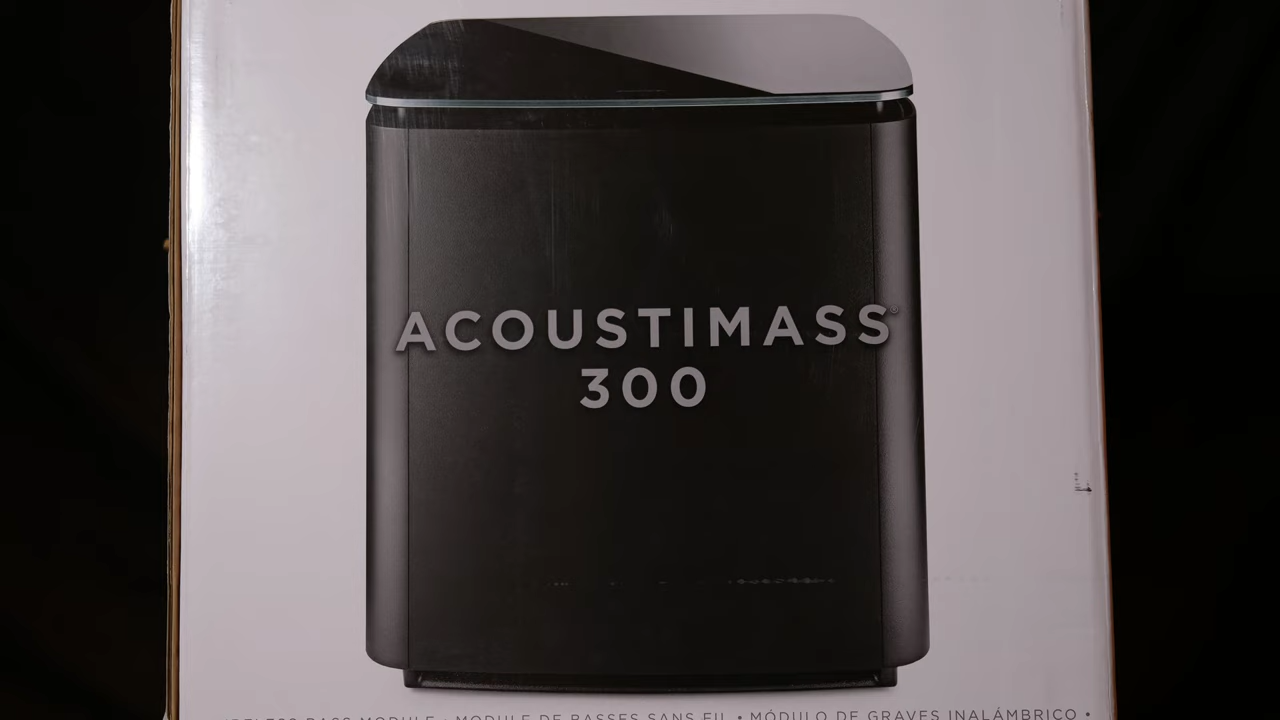 ACOUSTIMASS®
300
BASS MODULE • MODULE DE BASSES SANS FIL • MÓDULO DE GRAVES INALÁMBRICO •